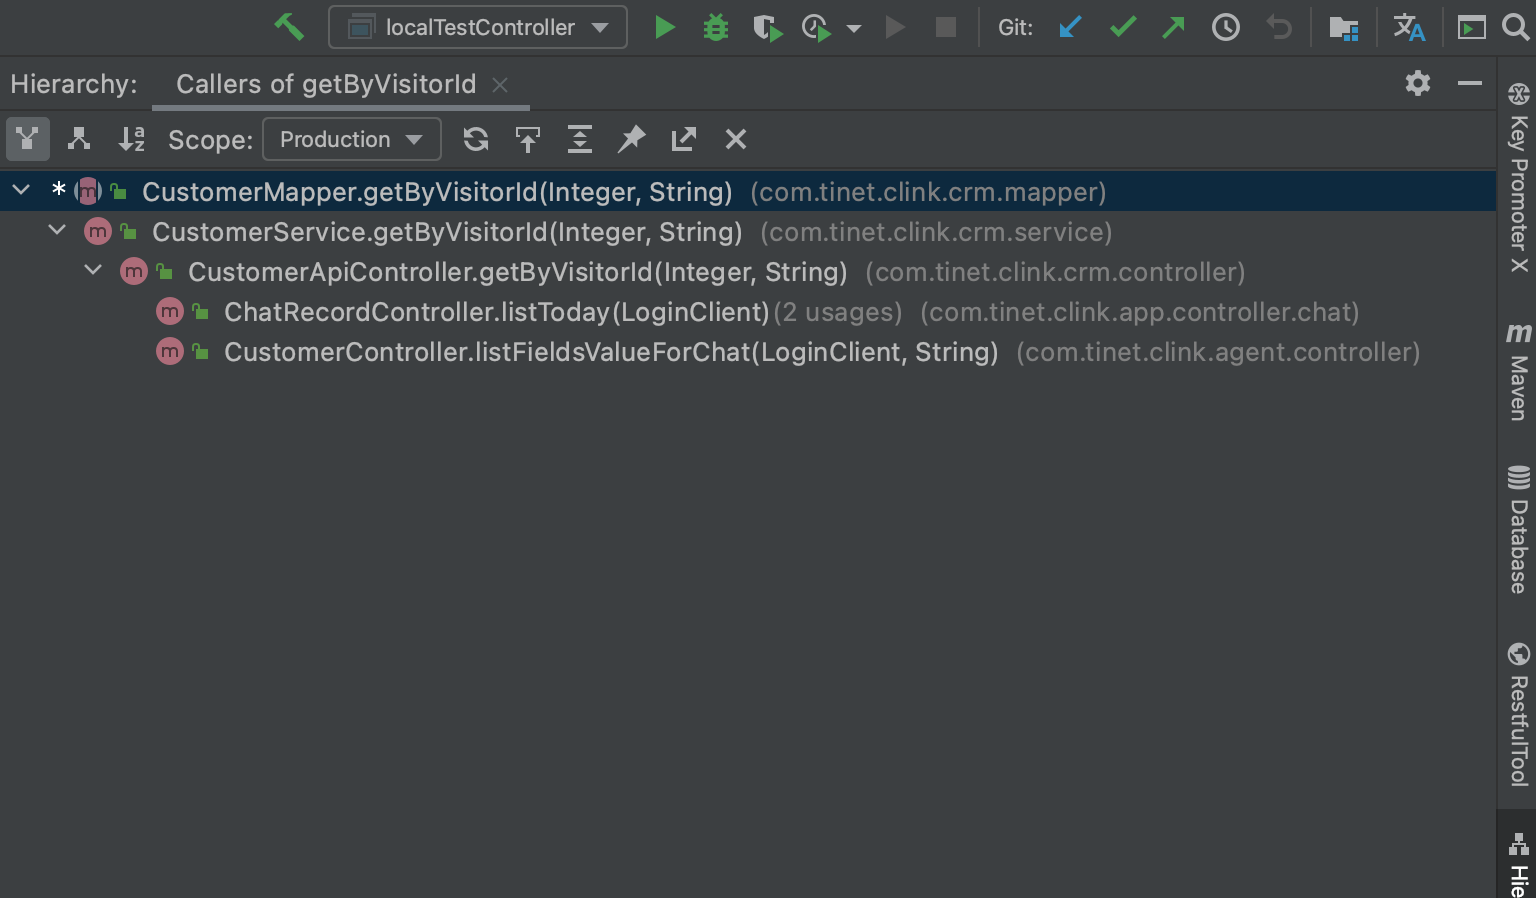 localTestController
Git:
Hierarchy: Callers of getByVisitorId
Scope: Production
* CustomerMapper.getByVisitorId(Integer, String) (com.tinet.clink.crm.mapper)
CustomerService.getByVisitorId(Integer, String) (com.tinet.clink.crm.service)
CustomerApiController.getByVisitorId(Integer, String) (com.tinet.clink.crm.controller)
ChatRecordController.listToday(LoginClient)(2 usages) (com.tinet.clink.app.controller.chat)
CustomerController.listFieldsValueForChat(LoginClient, String) (com.tinet.clink.agent.controller)
Key Promoter X
Maven
Database
RestfulTool
Hie